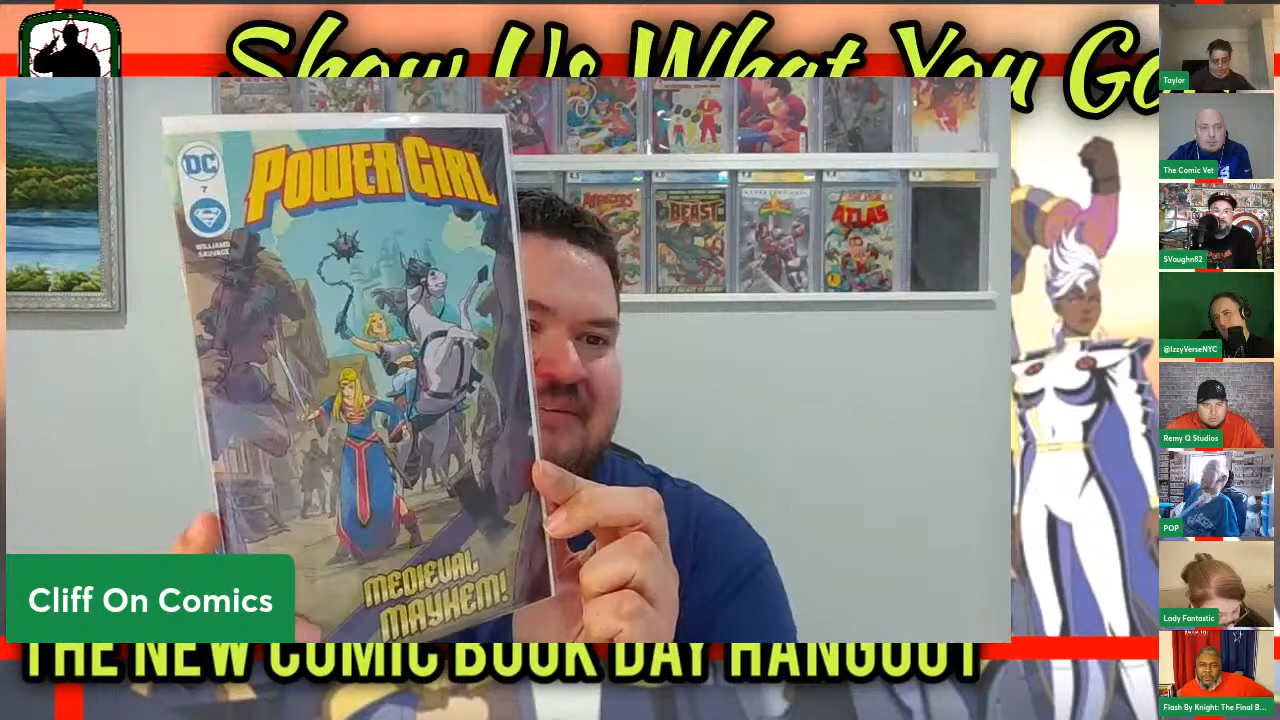 Show Us What You Go
Taylor
The Comic Vet
SVaughn82
@IzzyVerseNYC
Remy Q Studios
POP
Lady Fantastic
Flash By Knight: The Final B...
DC
7
WILLIAMS
SAUVAGE
POWER GIRL
MEDIEVAL
MAYHEM!
AVENGERS
BEAST
ATLAS
Cliff On Comics
THE NEW COMIC BOOK DAY HANGOUT